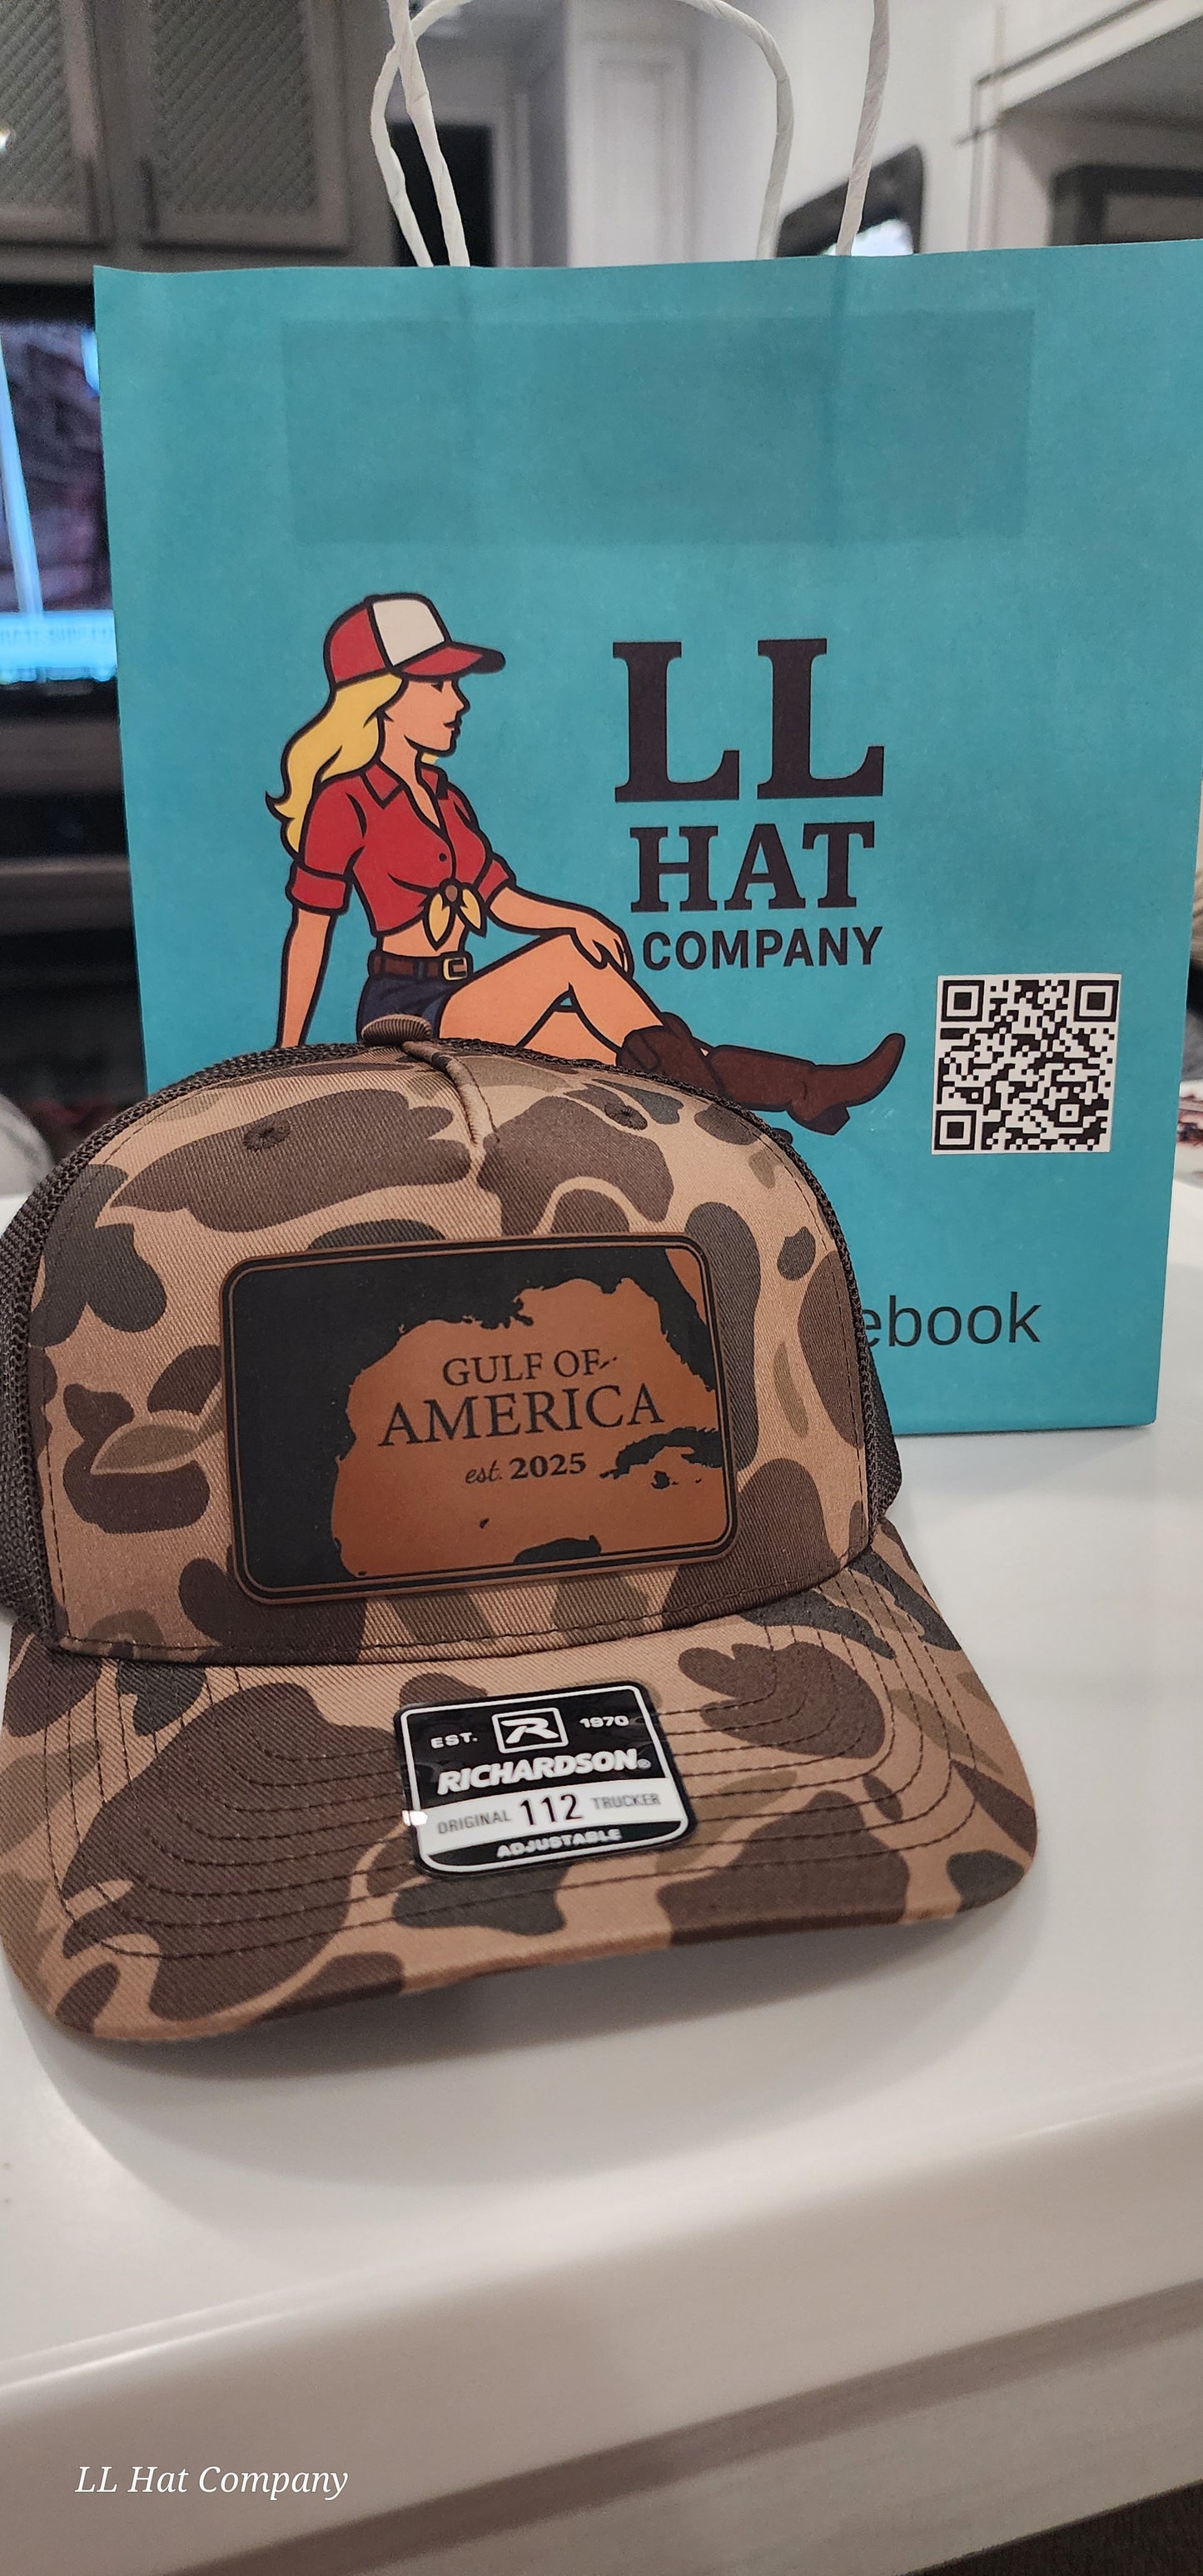 LL
HAT
COMPANY
ebook
GULF OF
AMERICA
est. 2025
EST. R 1970
RICHARDSON®
ORIGINAL 112 TRUCKER
ADJUSTABLE
LL Hat Company